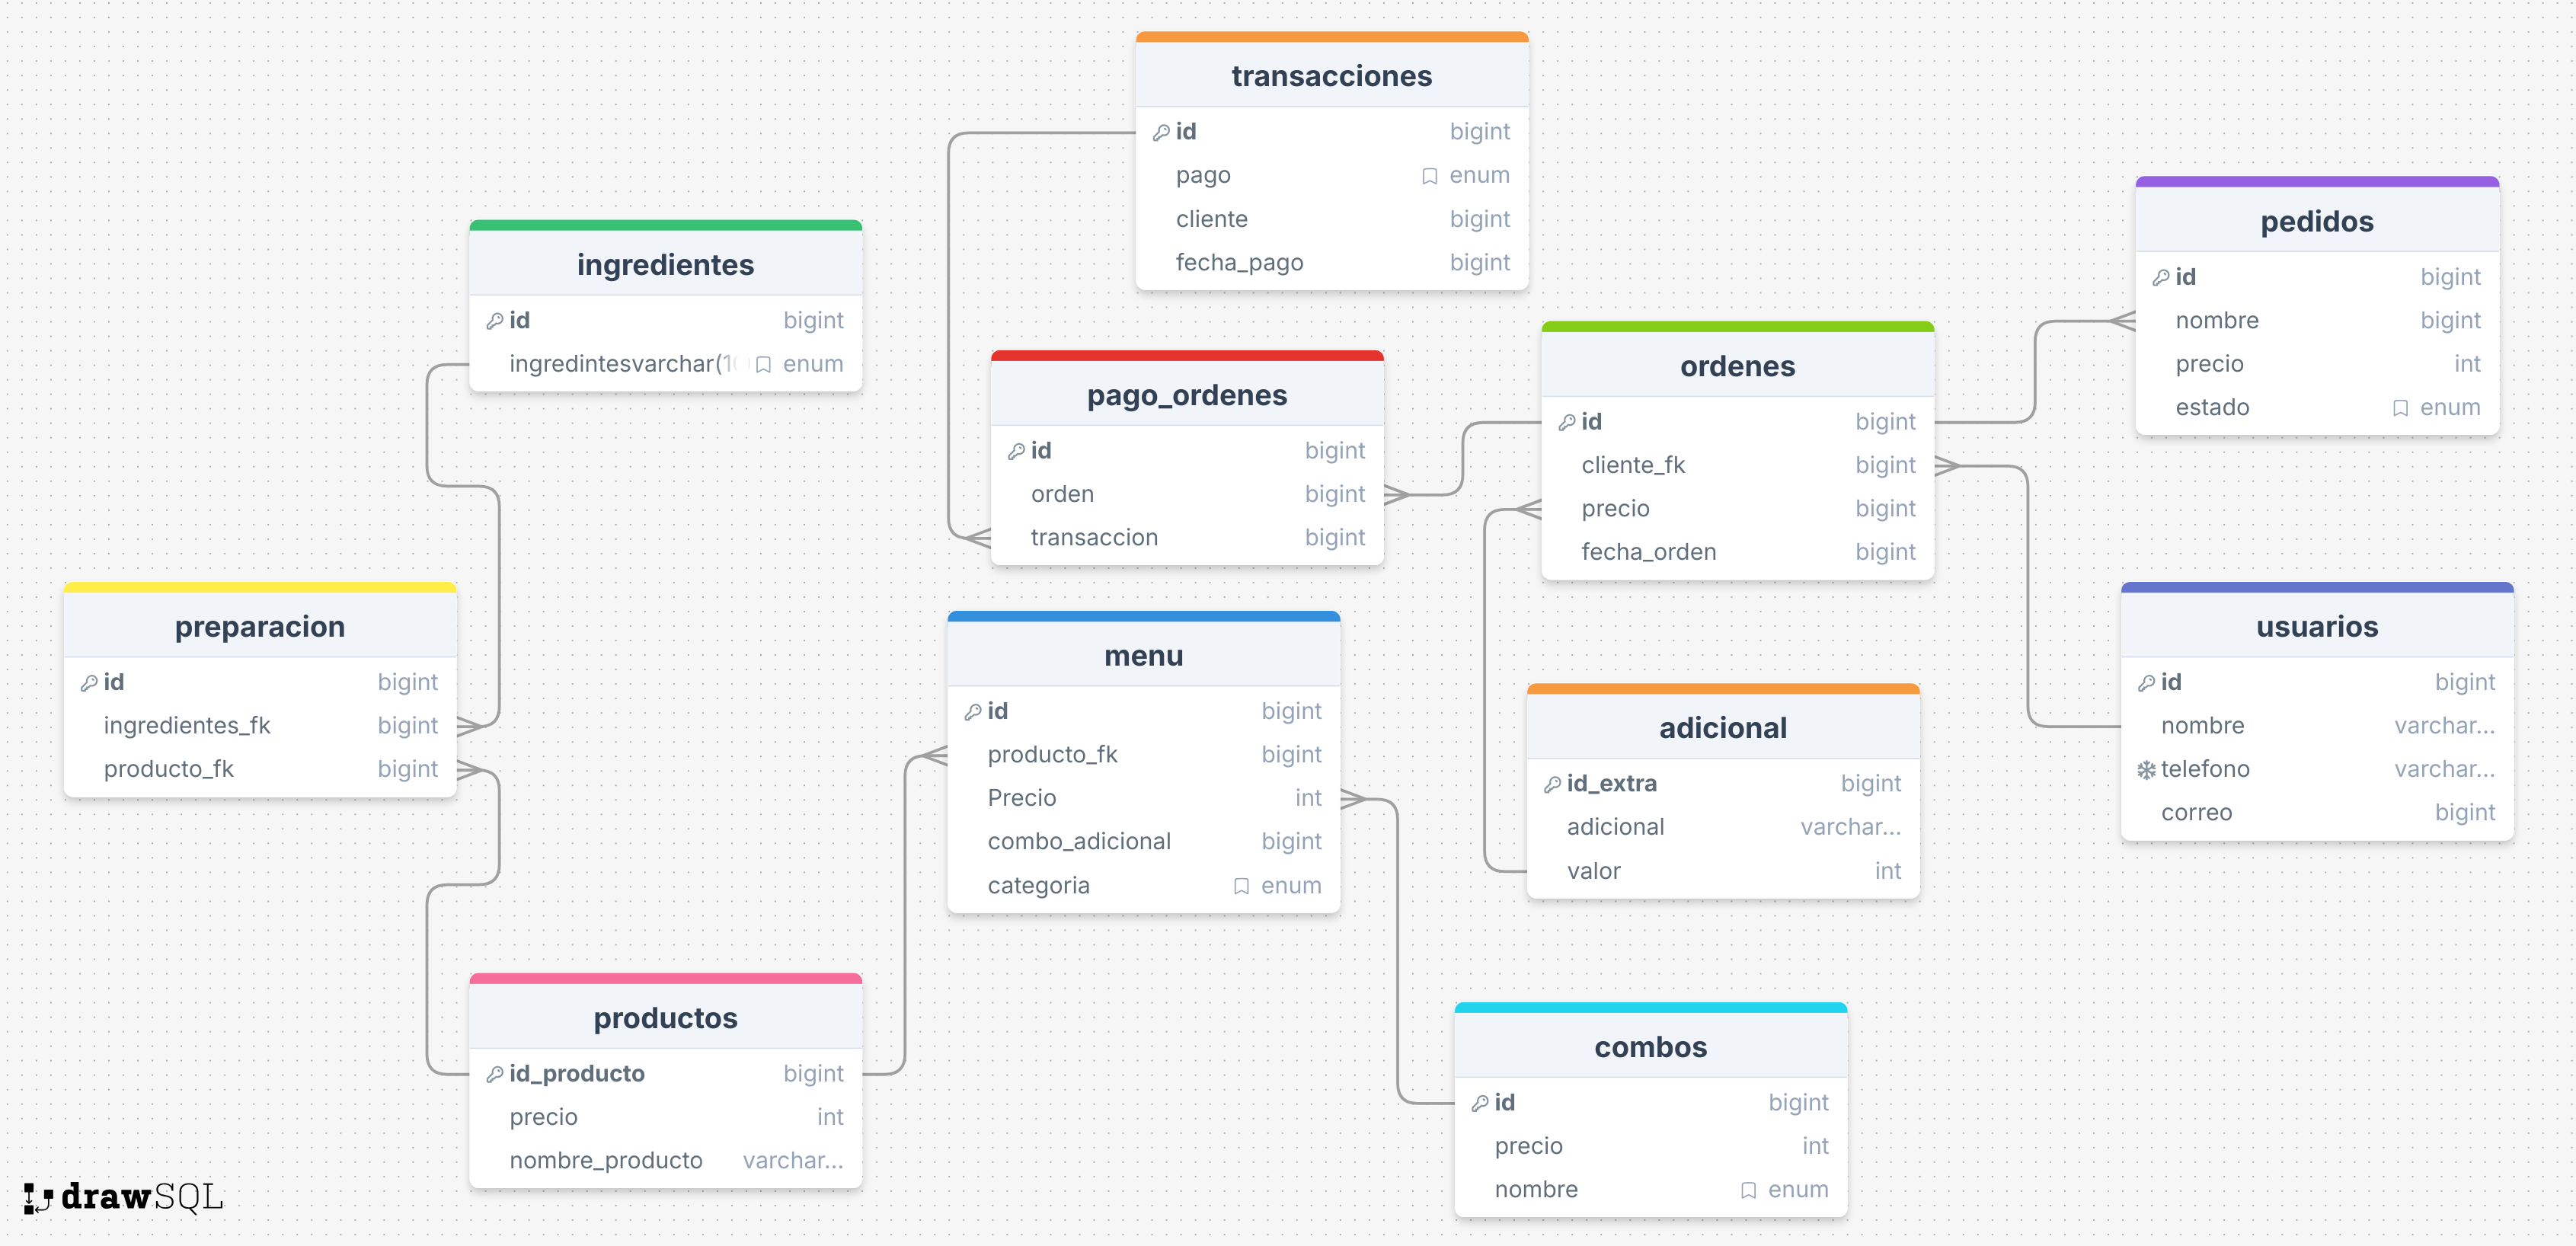 transacciones
id bigint
pago enum
cliente bigint
fecha_pago bigint
ingredientes
id bigint
ingredintesvarchar(1 enum
pedidos
id bigint
nombre bigint
precio int
estado enum
pago_ordenes
id bigint
orden bigint
transaccion bigint
ordenes
id bigint
cliente_fk bigint
precio bigint
fecha_orden bigint
preparacion
id bigint
ingredientes_fk bigint
producto_fk bigint
menu
id bigint
producto_fk bigint
Precio int
combo_adicional bigint
categoria enum
usuarios
id bigint
nombre varchar...
telefono varchar...
correo bigint
adicional
id_extra bigint
adicional varchar...
valor int
productos
id_producto bigint
precio int
nombre_producto varchar...
combos
id bigint
precio int
nombre enum
drawSQL